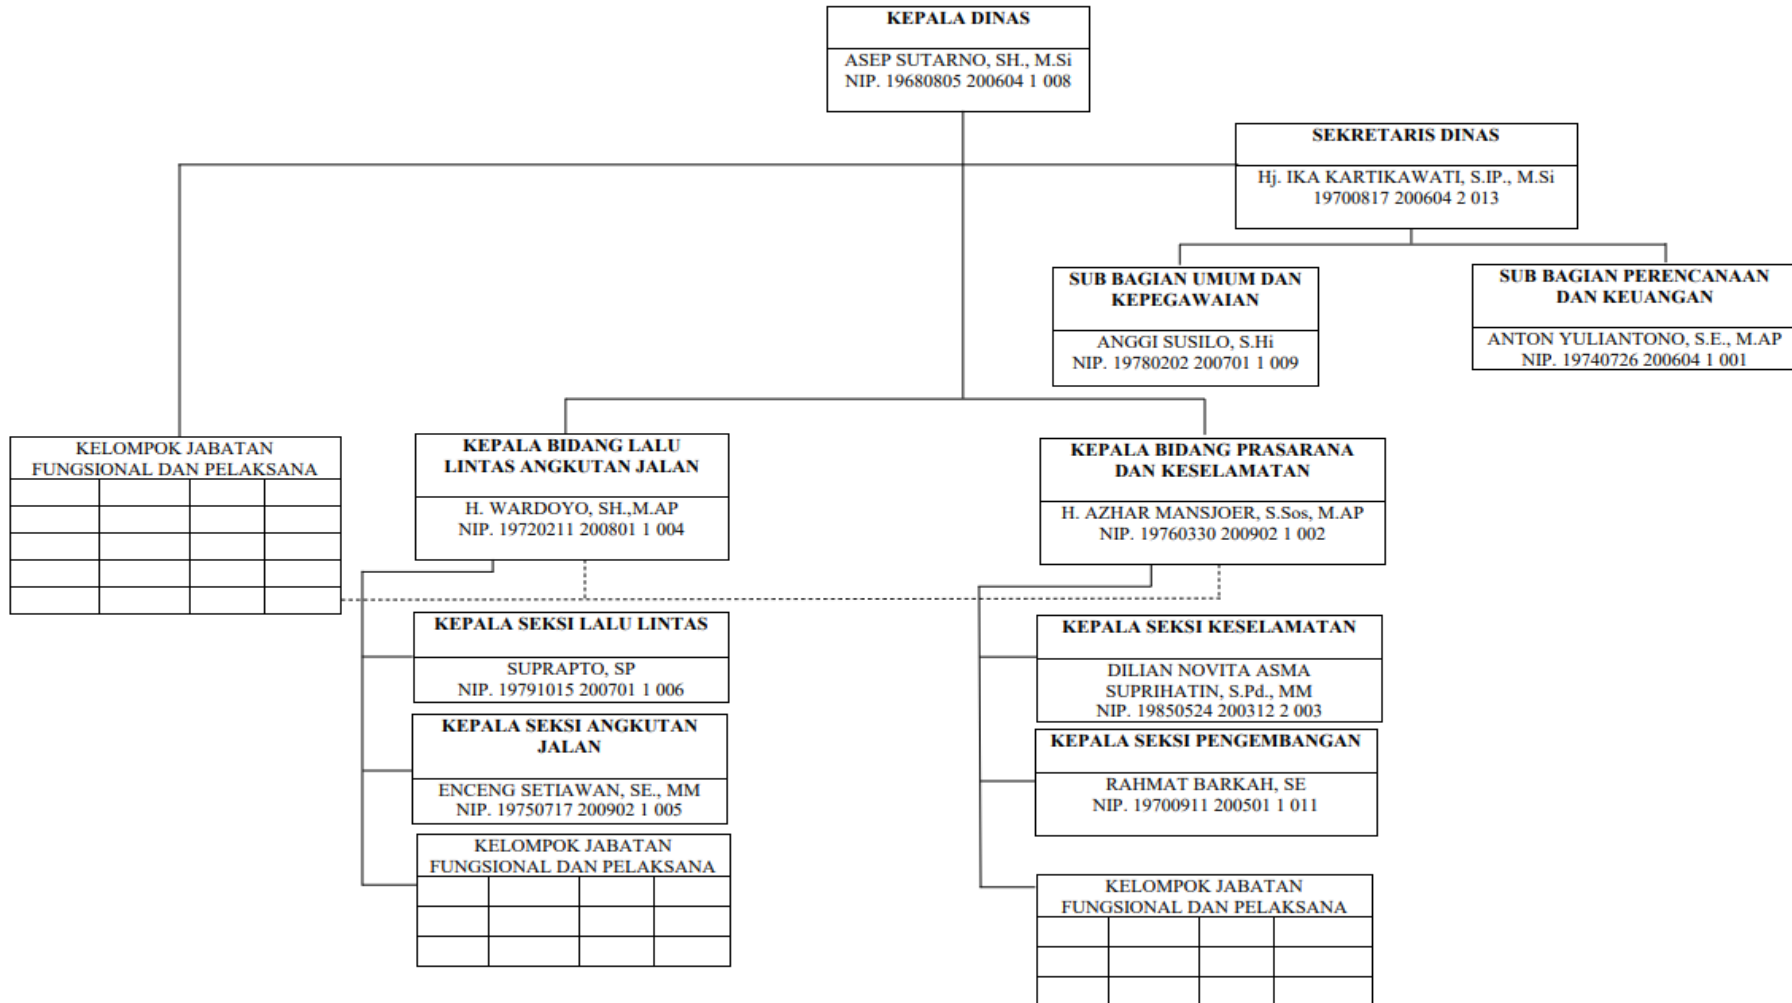 KEPALA DINAS
ASEP SUTARNO, SH., M.Si
NIP. 19680805 200604 1 008
SEKRETARIS DINAS
Hj. IKA KARTIKAWATI, S.IP., M.Si
19700817 200604 2 013
SUB BAGIAN UMUM DAN
KEPEGAWAIAN
ANGGI SUSILO, S.Hi
NIP. 19780202 200701 1 009
SUB BAGIAN PERENCANAAN
DAN KEUANGAN
ANTON YULIANTONO, S.E., M.AP
NIP. 19740726 200604 1 001
KELOMPOK JABATAN
FUNGSIONAL DAN PELAKSANA
KEPALA BIDANG LALU
LINTAS ANGKUTAN JALAN
H. WARDOYO, SH.,M.AP
NIP. 19720211 200801 1 004
KEPALA BIDANG PRASARANA
DAN KESELAMATAN
H. AZHAR MANSJOER, S.Sos, M.AP
NIP. 19760330 200902 1 002
KEPALA SEKSI LALU LINTAS
SUPRAPTO, SP
NIP. 19791015 200701 1 006
KEPALA SEKSI ANGKUTAN
JALAN
ENCENG SETIAWAN, SE., MM
NIP. 19750717 200902 1 005
KELOMPOK JABATAN
FUNGSIONAL DAN PELAKSANA
KEPALA SEKSI KESELAMATAN
DILIAN NOVITA ASMA
SUPRIHATIN, S.Pd., MM
NIP. 19850524 200312 2 003
KEPALA SEKSI PENGEMBANGAN
RAHMAT BARKAH, SE
NIP. 19700911 200501 1 011
KELOMPOK JABATAN
FUNGSIONAL DAN PELAKSANA